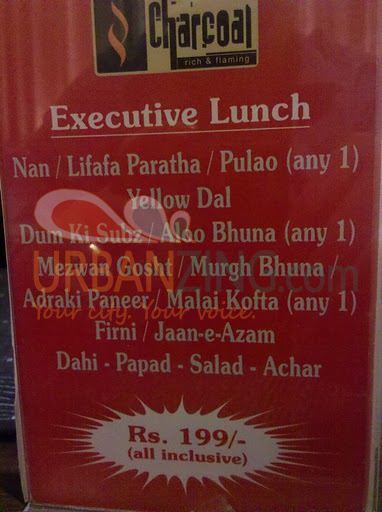 Charcoal
rich & flaming
Executive Lunch
Nan / Lifafa Paratha / Pulao (any 1)
Yellow Dal
Dum Ki Subz / Aloo Bhuna (any 1)
Mezwan Gosht / Murgh Bhuna /
URBANZING.com
Adraki Paneer / Malai Kofta (any 1)
Your city. Your voice.
Firni / Jaan-e-Azam
Dahi - Papad - Salad - Achar
Rs. 199/-
(all inclusive)